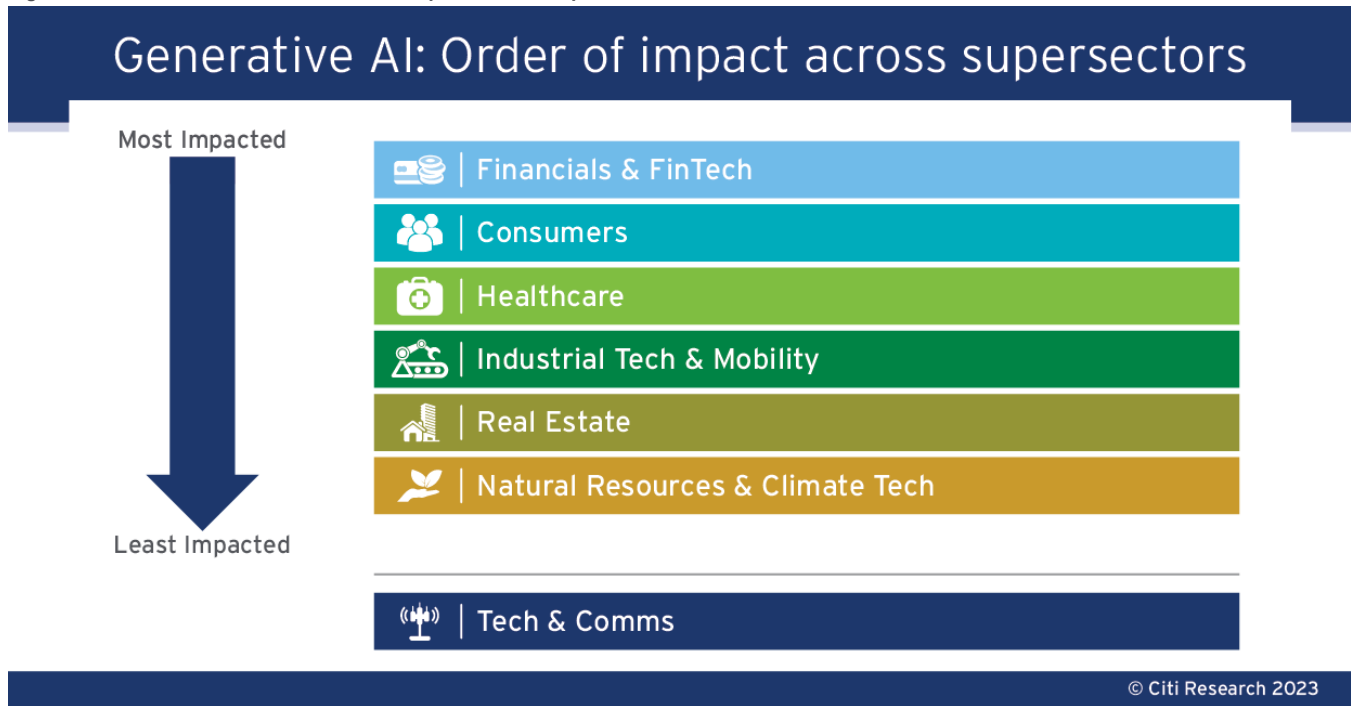 Generative AI: Order of impact across supersectors
Most Impacted
Financials & FinTech
Consumers
Healthcare
Industrial Tech & Mobility
Real Estate
Natural Resources & Climate Tech
Least Impacted
Tech & Comms
© Citi Research 2023